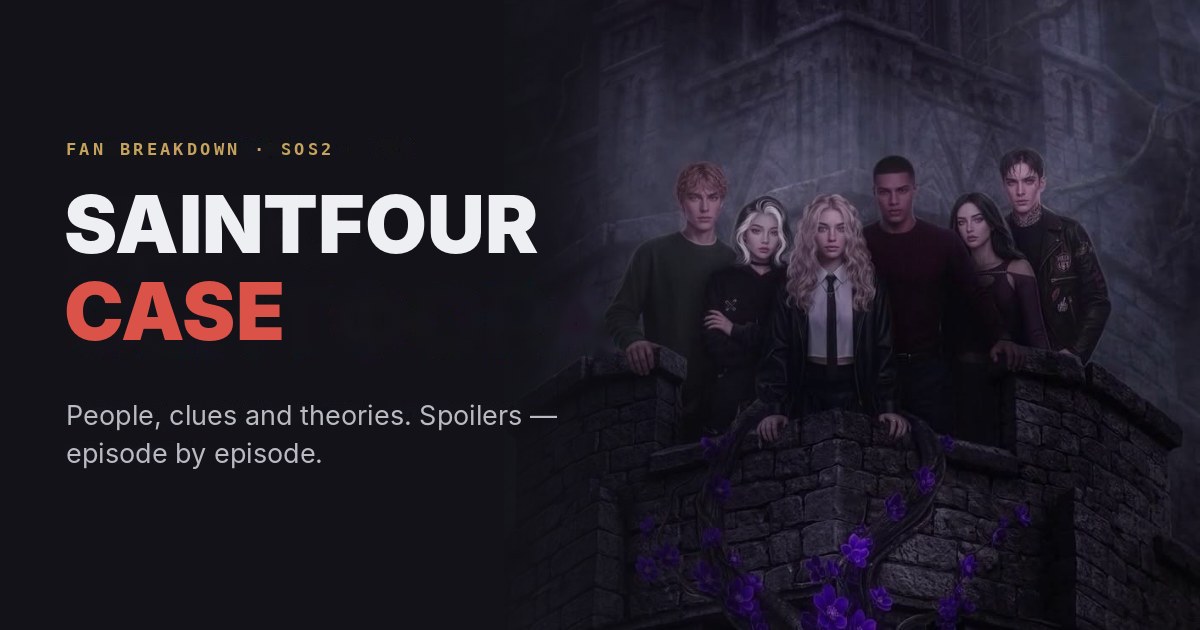 FAN BREAKDOWN · SOS2
SAINTFOUR
CASE
People, clues and theories. Spoilers —
episode by episode.